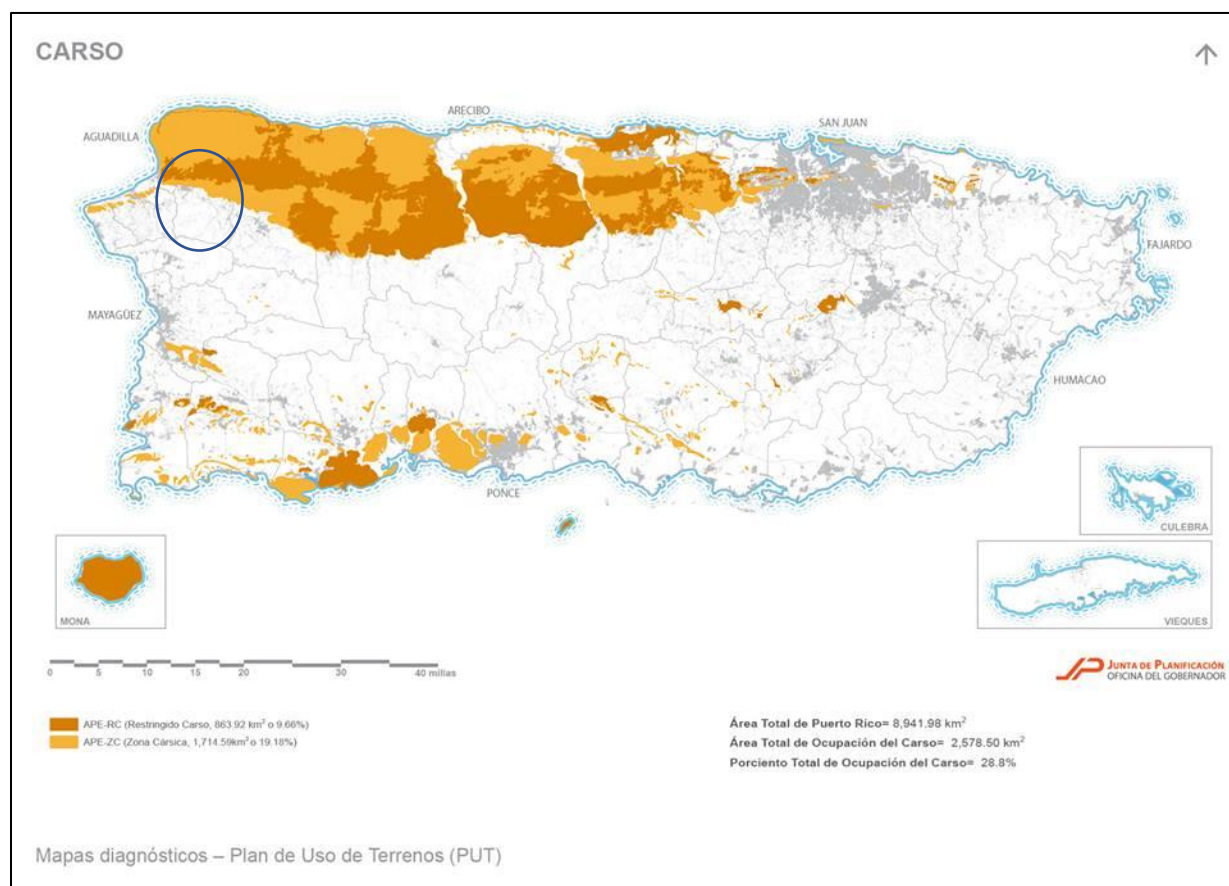 CARSO
AGUADILLA
ARECIBO
SAN JUAN
FAJARDO
MAYAGÜEZ
HUMACAO
PONCE
CULEBRA
MONA
VIEQUES
0 5 10 15 20 30 40 millas
JP JUNTA DE PLANIFICACIÓN
OFICINA DEL GOBERNADOR
APE-RC (Restringido Carso, 863.92 km² o 9.66%)
APE-ZC (Zona Cársica, 1,714.59km² o 19.18%)
Área Total de Puerto Rico= 8,941.98 km²
Área Total de Ocupación del Carso= 2,578.50 km²
Porciento Total de Ocupación del Carso= 28.8%
Mapas diagnósticos – Plan de Uso de Terrenos (PUT)